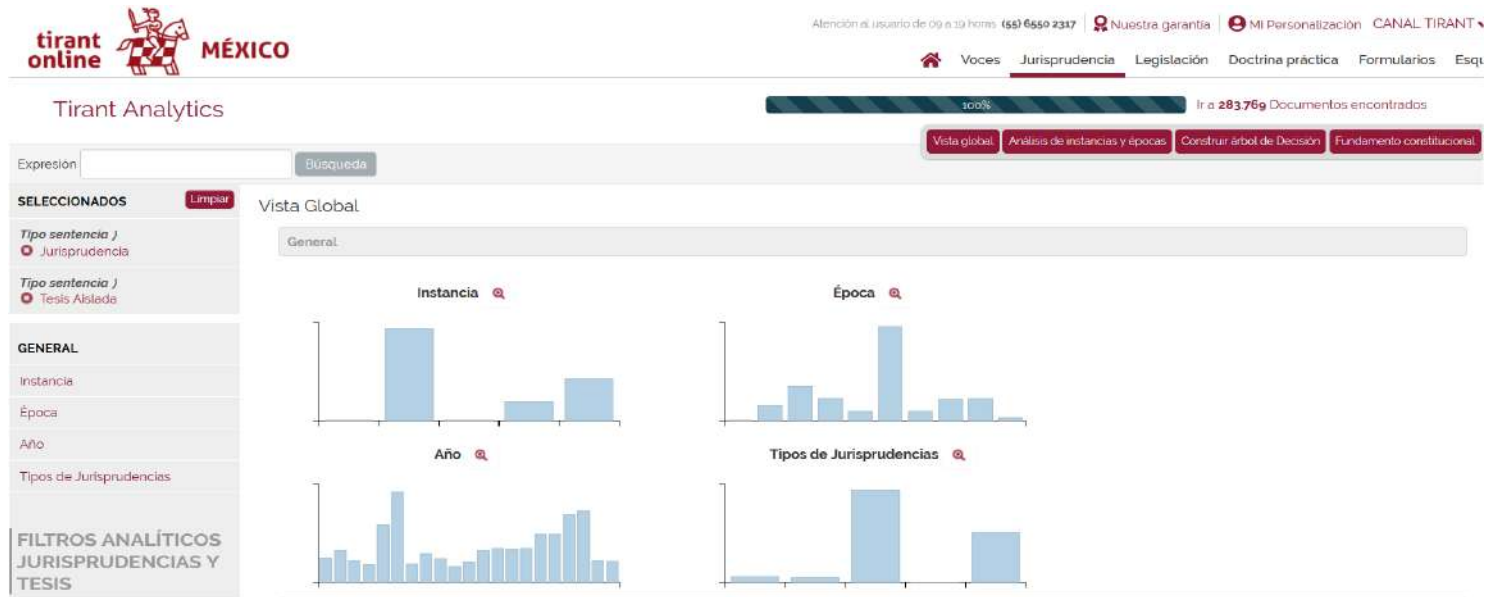 tirant online MÉXICO
Atención al usuario de 09 a 19 horas (55) 6550 2317 Nuestra garantía Mi Personalización CANAL TIRANT
Voces Jurisprudencia Legislación Doctrina práctica Formularios Esqu
Tirant Analytics
100% Ir a 283.769 Documentos encontrados
Vista global Análisis de instancias y épocas Construir árbol de Decisión Fundamento constitucional
Expresión Búsqueda
SELECCIONADOS Limpiar
Tipo sentencia )
Jurisprudencia
Tipo sentencia )
Tesis Aislada
GENERAL
Instancia
Época
Año
Tipos de Jurisprudencias
FILTROS ANALÍTICOS
JURISPRUDENCIAS Y
TESIS
Vista Global
General
Instancia Época
Año Tipos de Jurisprudencias